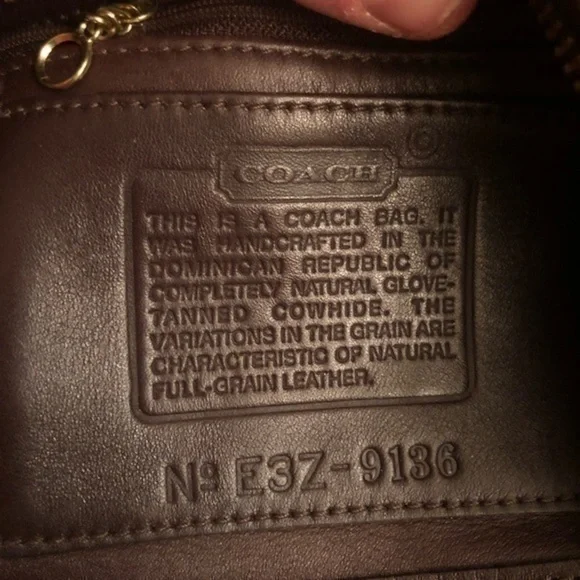 COACH
THIS IS A COACH BAG. IT
WAS HANDCRAFTED IN THE
DOMINICAN REPUBLIC OF
COMPLETELY NATURAL GLOVE-
TANNED COWHIDE. THE
VARIATIONS IN THE GRAIN ARE
CHARACTERISTIC OF NATURAL
FULL-GRAIN LEATHER.
Nº E3Z-9136